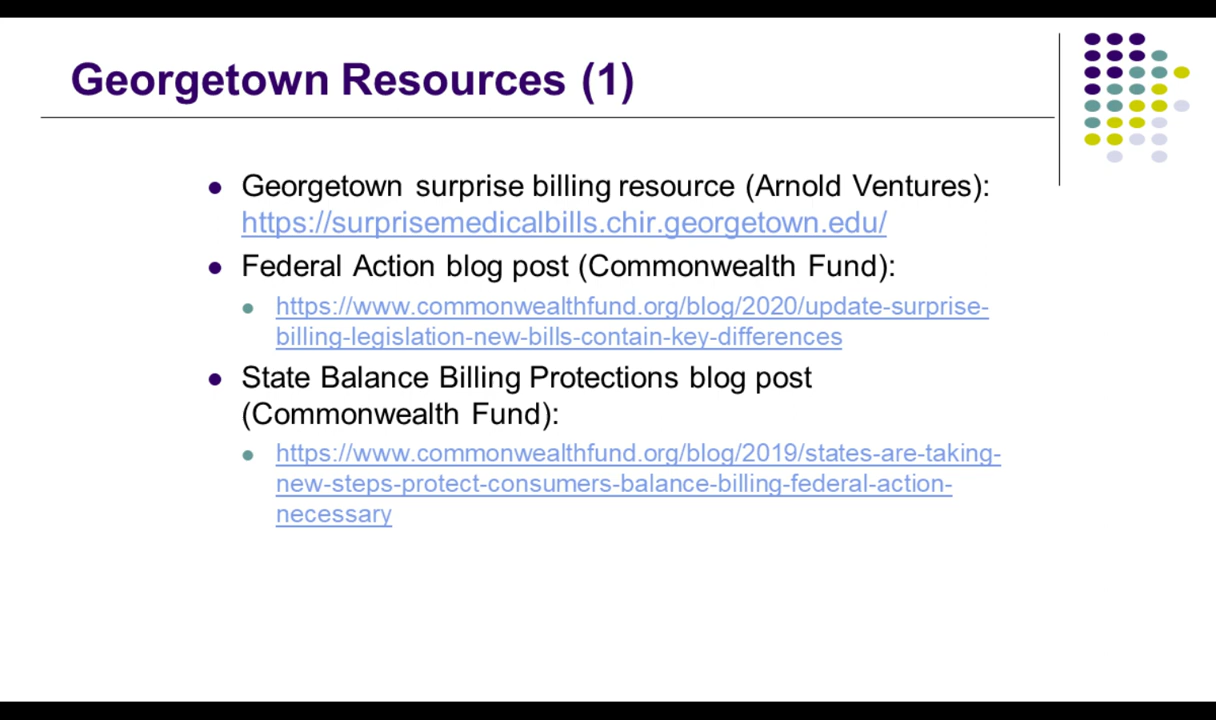 Georgetown Resources (1)
Georgetown surprise billing resource (Arnold Ventures):
https://surprisemedicalbills.chir.georgetown.edu/
Federal Action blog post (Commonwealth Fund):
https://www.commonwealthfund.org/blog/2020/update-surprise-
billing-legislation-new-bills-contain-key-differences
State Balance Billing Protections blog post
(Commonwealth Fund):
https://www.commonwealthfund.org/blog/2019/states-are-taking-
new-steps-protect-consumers-balance-billing-federal-action-
necessary